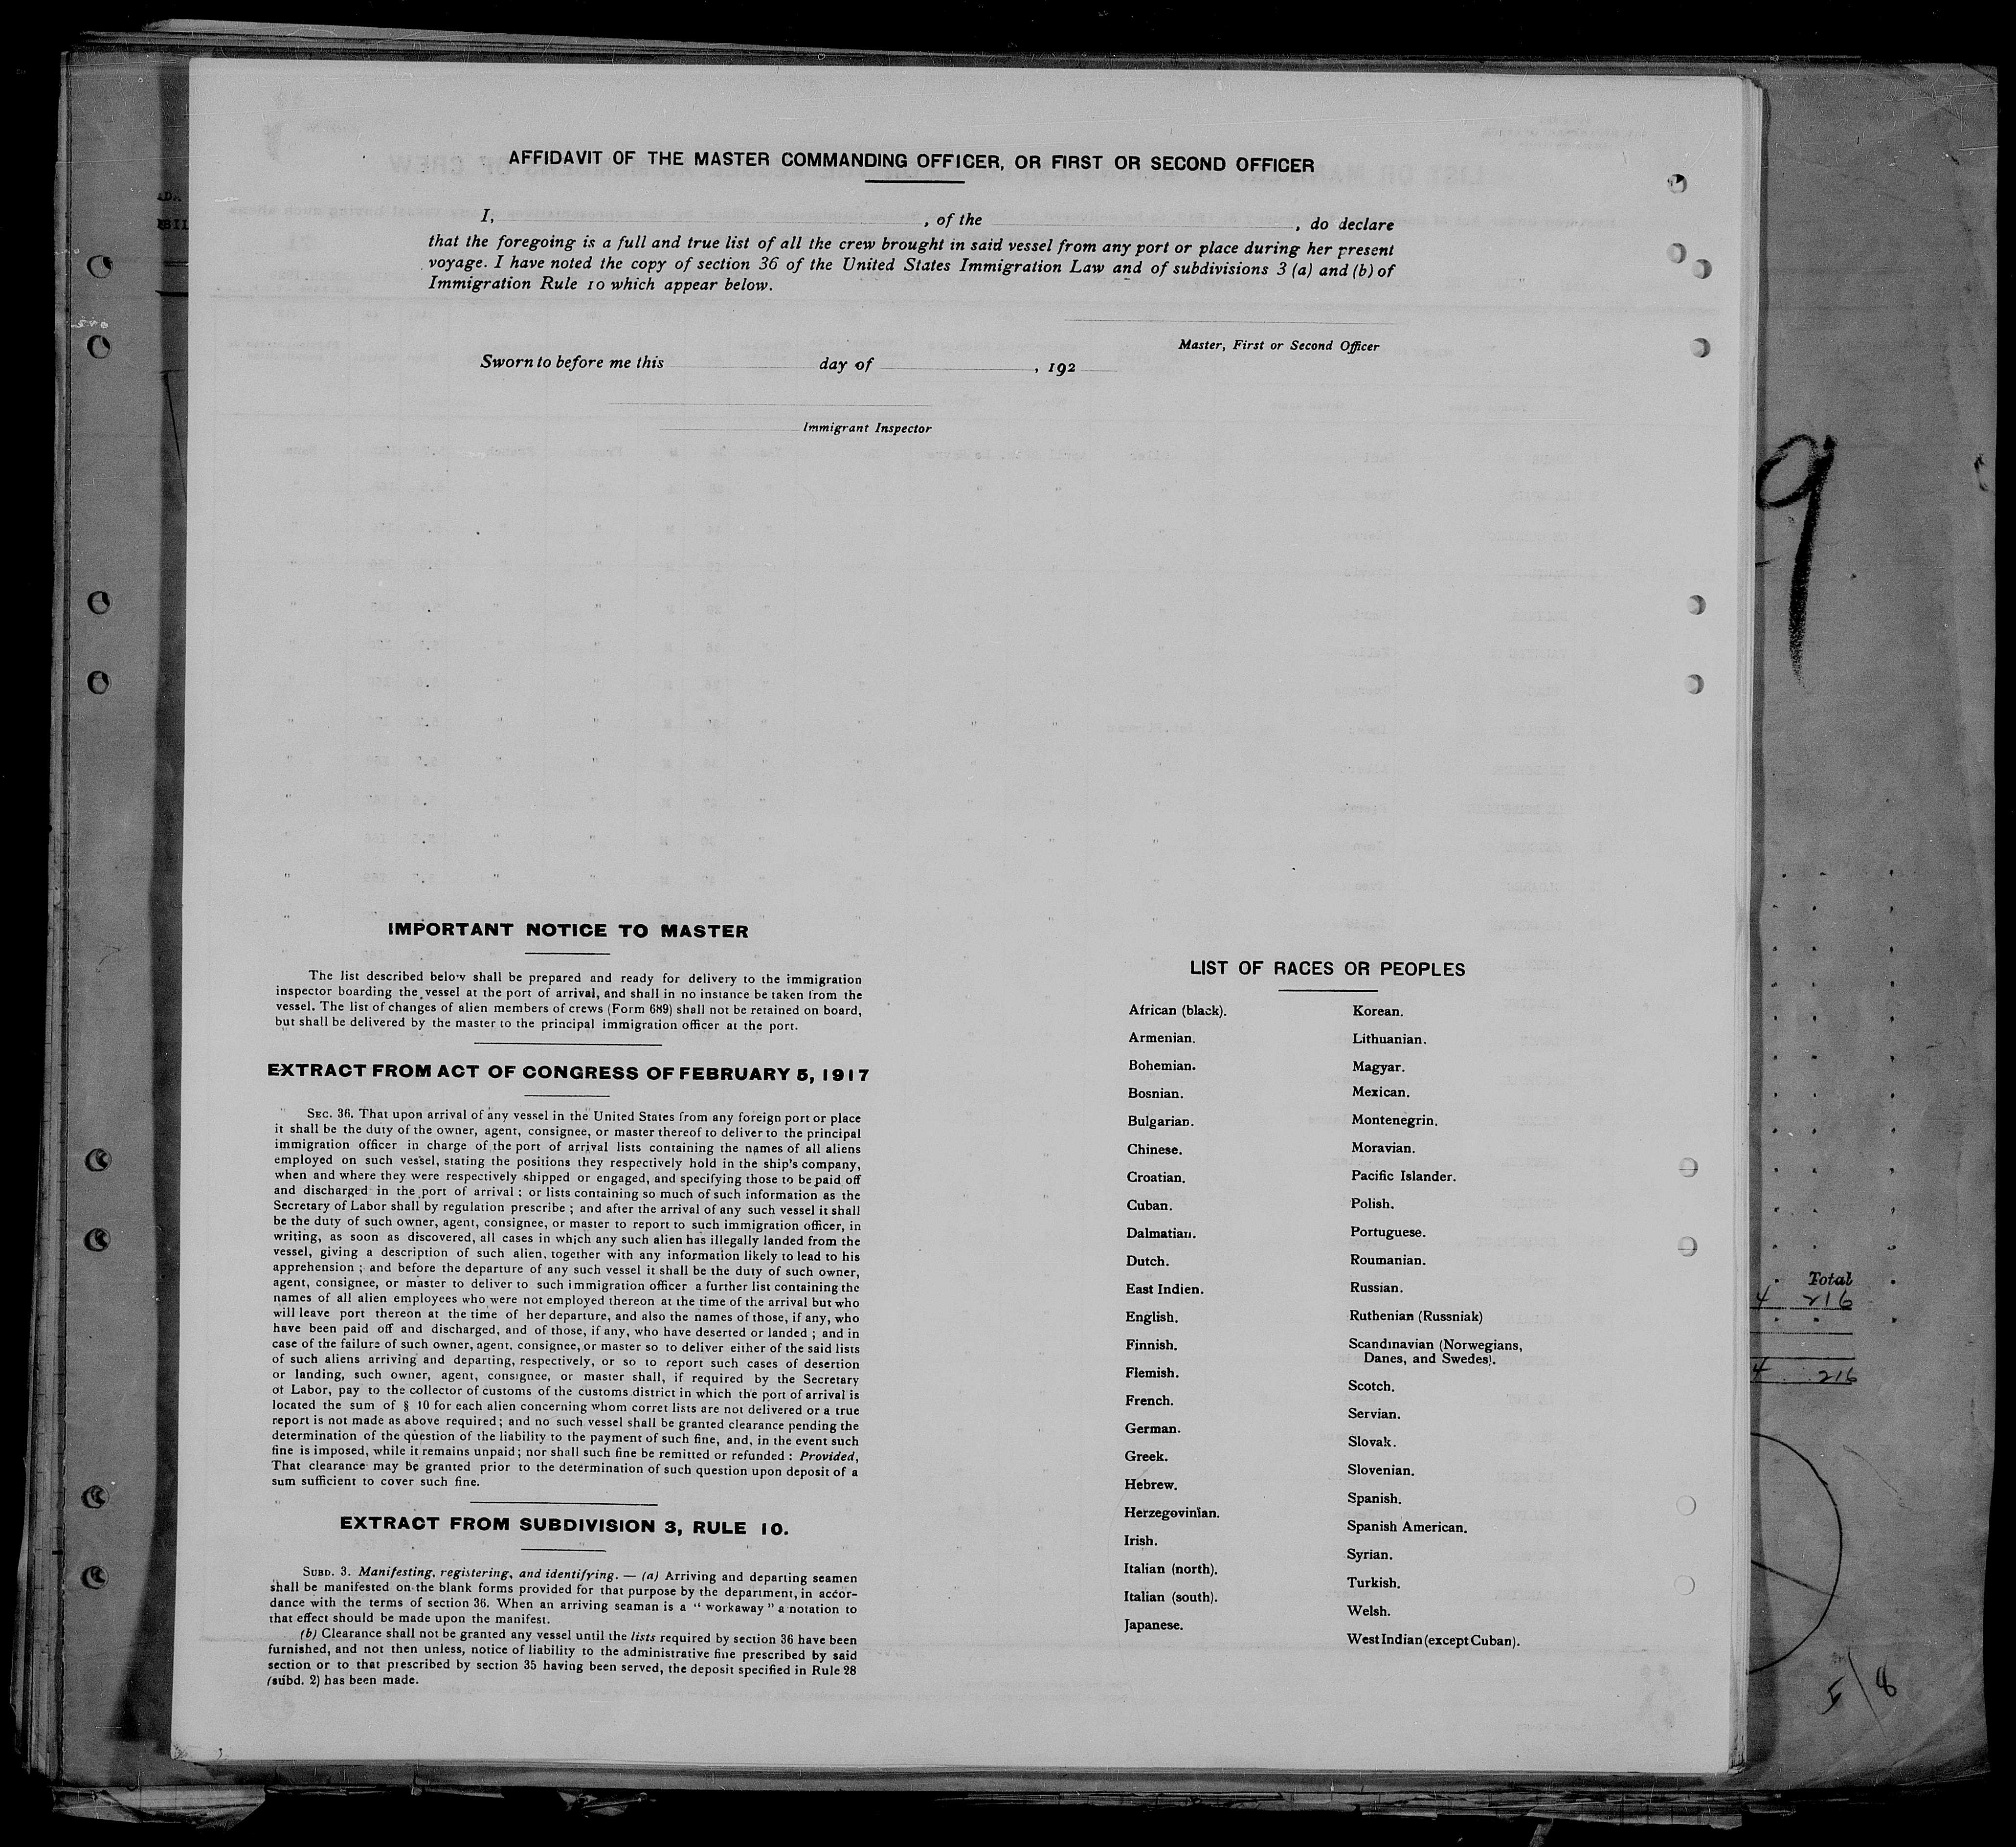 AFFIDAVIT OF THE MASTER COMMANDING OFFICER, OR FIRST OR SECOND OFFICER
I, , of the , do declare
that the foregoing is a full and true list of all the crew brought in said vessel from any port or place during her present
voyage. I have noted the copy of section 36 of the United States Immigration Law and of subdivisions 3 (a) and (b) of
Immigration Rule 10 which appear below.
Master, First or Second Officer
Sworn to before me this day of , 192
Immigrant Inspector
IMPORTANT NOTICE TO MASTER
The list described below shall be prepared and ready for delivery to the immigration
inspector boarding the vessel at the port of arrival, and shall in no instance be taken from the
vessel. The list of changes of alien members of crews (Form 689) shall not be retained on board,
but shall be delivered by the master to the principal immigration officer at the port.
EXTRACT FROM ACT OF CONGRESS OF FEBRUARY 5, 1917
SEC. 36. That upon arrival of any vessel in the United States from any foreign port or place
it shall be the duty of the owner, agent, consignee, or master thereof to deliver to the principal
immigration officer in charge of the port of arrival lists containing the names of all aliens
employed on such vessel, stating the positions they respectively hold in the ship's company,
when and where they were respectively shipped or engaged, and specifying those to be paid off
and discharged in the port of arrival ; or lists containing so much of such information as the
Secretary of Labor shall by regulation prescribe ; and after the arrival of any such vessel it shall
be the duty of such owner, agent, consignee, or master to report to such immigration officer, in
writing, as soon as discovered, all cases in which any such alien has illegally landed from the
vessel, giving a description of such alien, together with any information likely to lead to his
apprehension ; and before the departure of any such vessel it shall be the duty of such owner,
agent, consignee, or master to deliver to such immigration officer a further list containing the
names of all alien employees who were not employed thereon at the time of the arrival but who
will leave port thereon at the time of her departure, and also the names of those, if any, who
have been paid off and discharged, and of those, if any, who have deserted or landed ; and in
case of the failure of such owner, agent, consignee, or master so to deliver either of the said lists
of such aliens arriving and departing, respectively, or so to report such cases of desertion
or landing, such owner, agent, consignee, or master shall, if required by the Secretary
of Labor, pay to the collector of customs of the customs district in which the port of arrival is
located the sum of § 10 for each alien concerning whom corret lists are not delivered or a true
report is not made as above required ; and no such vessel shall be granted clearance pending the
determination of the question of the liability to the payment of such fine, and, in the event such
fine is imposed, while it remains unpaid ; nor shall such fine be remitted or refunded : Provided,
That clearance may be granted prior to the determination of such question upon deposit of a
sum sufficient to cover such fine.
EXTRACT FROM SUBDIVISION 3, RULE 10.
SUBD. 3. Manifesting, registering, and identifying. — (a) Arriving and departing seamen
shall be manifested on the blank forms provided for that purpose by the department, in accor-
dance with the terms of section 36. When an arriving seaman is a " workaway " a notation to
that effect should be made upon the manifest.
(b) Clearance shall not be granted any vessel until the lists required by section 36 have been
furnished, and not then unless, notice of liability to the administrative fine prescribed by said
section or to that prescribed by section 35 having been served, the deposit specified in Rule 28
(subd. 2) has been made.
LIST OF RACES OR PEOPLES
African (black).
Armenian.
Bohemian.
Bosnian.
Bulgarian.
Chinese.
Croatian.
Cuban.
Dalmatian.
Dutch.
East Indien.
English.
Finnish.
Flemish.
French.
German.
Greek.
Hebrew.
Herzegovinian.
Irish.
Italian (north).
Italian (south).
Japanese.
Korean.
Lithuanian.
Magyar.
Mexican.
Montenegrin.
Moravian.
Pacific Islander.
Polish.
Portuguese.
Roumanian.
Russian.
Ruthenian (Russniak)
Scandinavian (Norwegians,
Danes, and Swedes).
Scotch.
Servian.
Slovak.
Slovenian.
Spanish.
Spanish American.
Syrian.
Turkish.
Welsh.
West Indian (except Cuban).
9
Total
4 216
4 216
5/8